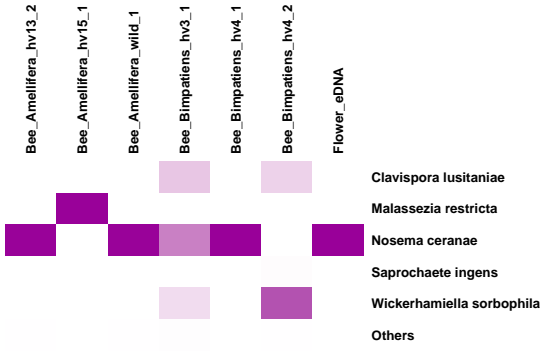 Bee_Amellifera_hv13_2
Bee_Amellifera_hv15_1
Bee_Amellifera_wild_1
Bee_Bimpatiens_hv3_1
Bee_Bimpatiens_hv4_1
Bee_Bimpatiens_hv4_2
Flower_eDNA
Clavispora lusitaniae
Malassezia restricta
Nosema ceranae
Saprochaete ingens
Wickerhamiella sorbophila
Others